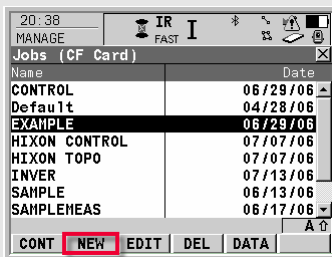 20:38
MANAGE
IR
FAST I
Jobs (CF Card)
Name Date
CONTROL 06/29/06
Default 04/28/06
EXAMPLE 06/29/06
HIXON CONTROL 07/07/06
HIXON TOPO 07/07/06
INVER 07/13/06
SAMPLE 06/13/06
SAMPLEMEAS 06/17/06
A
CONT NEW EDIT DEL DATA